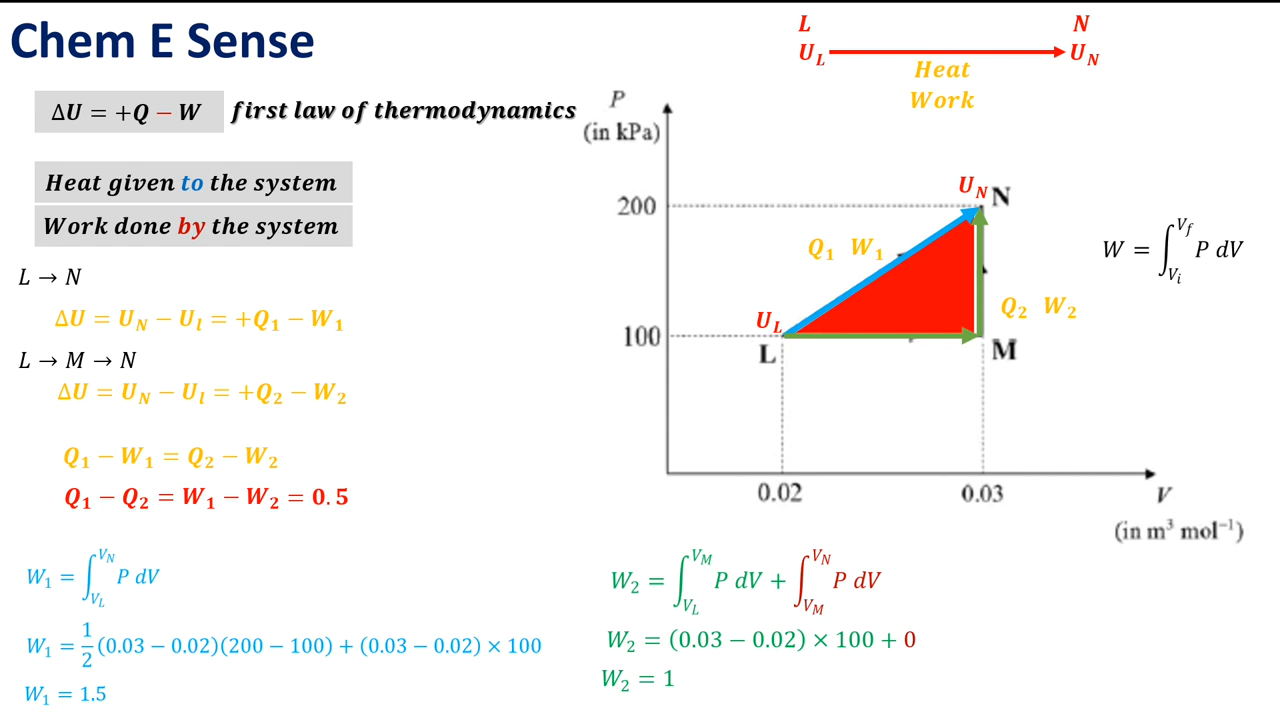 Chem E Sense
ΔU = +Q − W first law of thermodynamics
Heat given to the system
Work done by the system
L → N
ΔU = U_N − U_l = +Q_1 − W_1
L → M → N
ΔU = U_N − U_l = +Q_2 − W_2
Q_1 − W_1 = Q_2 − W_2
Q_1 − Q_2 = W_1 − W_2 = 0.5
W_1 = ∫_{V_L}^{V_N} P dV
W_1 = 1/2 (0.03 − 0.02)(200 − 100) + (0.03 − 0.02) × 100
W_1 = 1.5
L N
U_L U_N
Heat
Work
P
(in kPa)
U_N N
200
Q_1 W_1
Q_2 W_2
U_L
100
L M
0.02 0.03 V
(in m³ mol⁻¹)
W = ∫_{V_i}^{V_f} P dV
W_2 = ∫_{V_L}^{V_M} P dV + ∫_{V_M}^{V_N} P dV
W_2 = (0.03 − 0.02) × 100 + 0
W_2 = 1